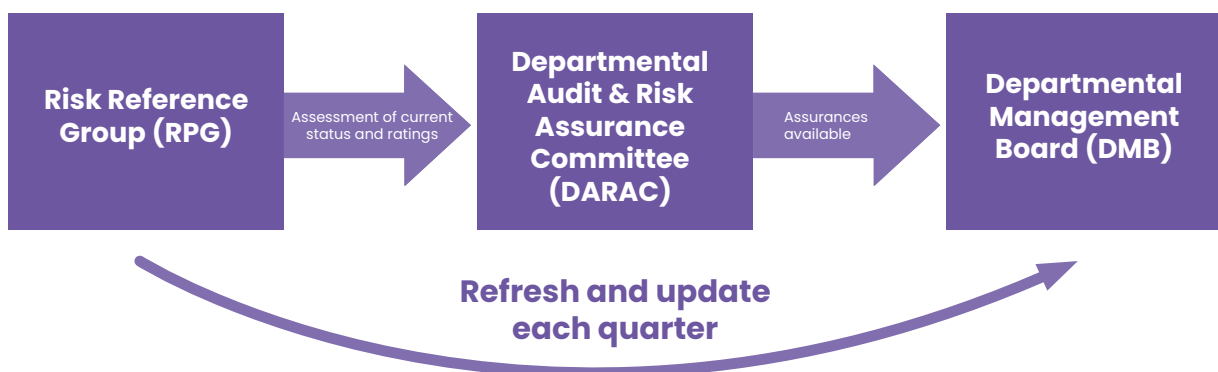 Risk Reference
Group (RPG)
Assessment of current
status and ratings
Departmental
Audit & Risk
Assurance
Committee
(DARAC)
Assurances
available
Departmental
Management
Board (DMB)
Refresh and update
each quarter